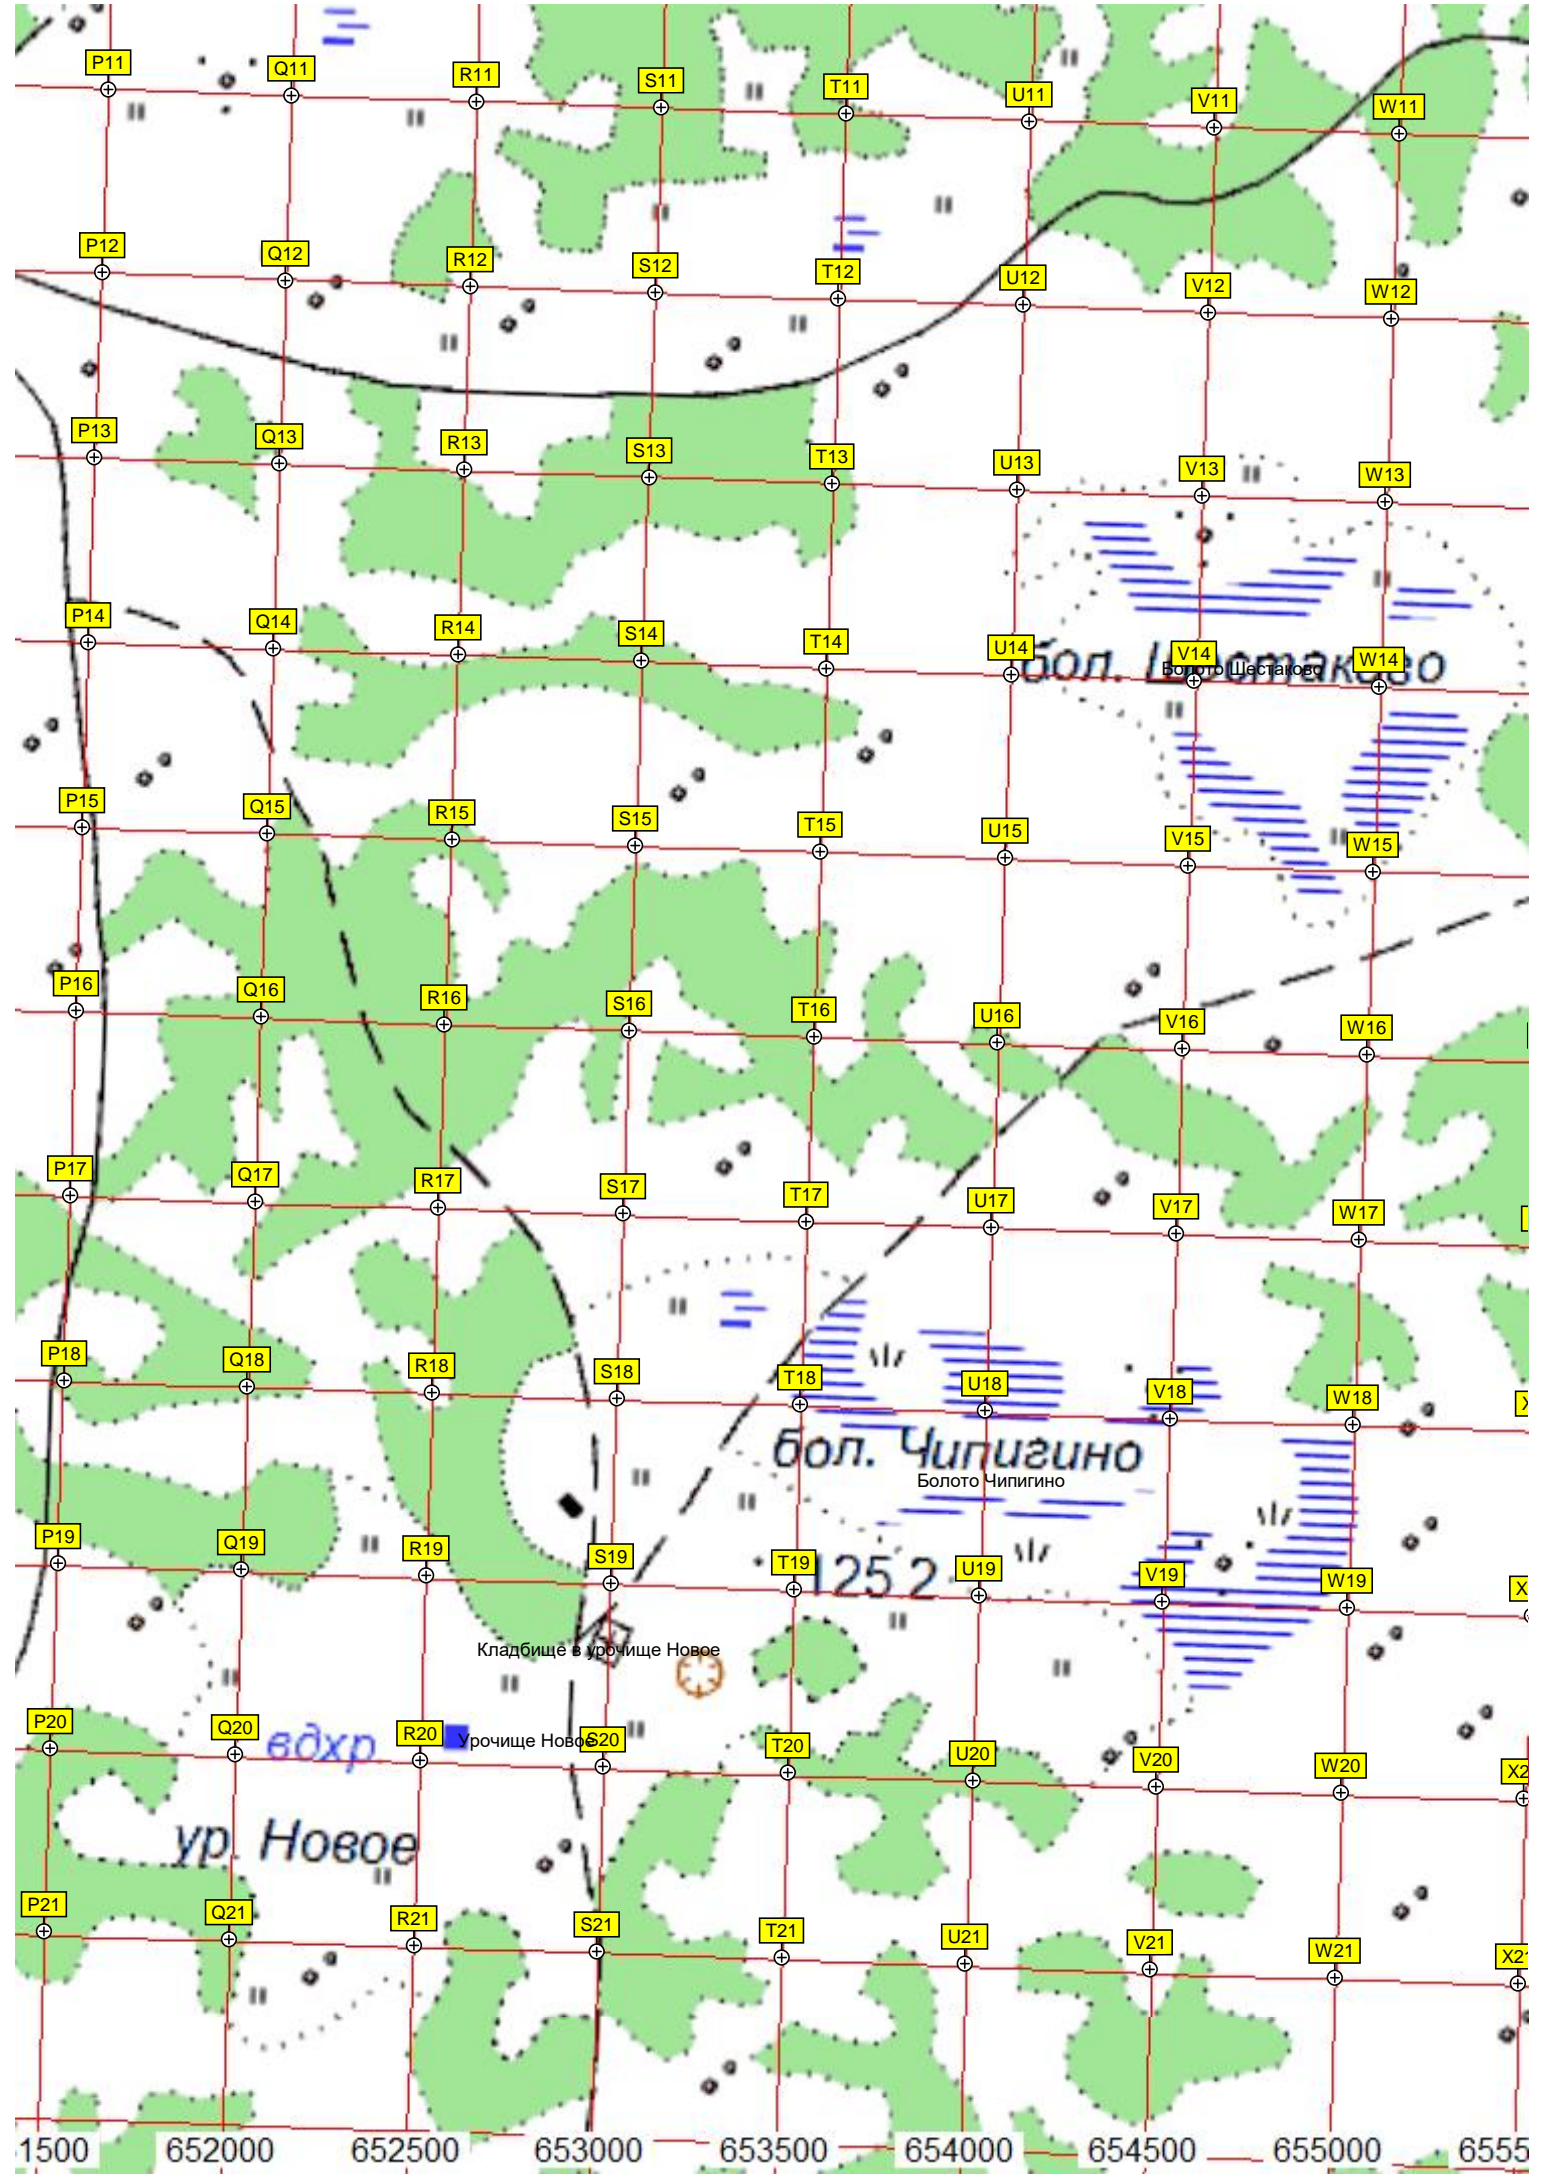 P11 Q11 R11 S11 T11 U11 V11 W11
P12 Q12 R12 S12 T12 U12 V12 W12
P13 Q13 R13 S13 T13 U13 V13 W13
P14 Q14 R14 S14 T14 U14 V14 W14
бол. Шестаково
Болото Шестаково
P15 Q15 R15 S15 T15 U15 V15 W15
P16 Q16 R16 S16 T16 U16 V16 W16
P17 Q17 R17 S17 T17 U17 V17 W17
P18 Q18 R18 S18 T18 U18 V18 W18
бол. Чипигино
Болото Чипигино
P19 Q19 R19 S19 T19 U19 V19 W19
125.2
Кладбище в урочище Новое
P20 Q20 R20 S20 T20 U20 V20 W20 X2
вдхр
Урочище Новое
ур. Новое
P21 Q21 R21 S21 T21 U21 V21 W21 X21
1500 652000 652500 653000 653500 654000 654500 655000 6555